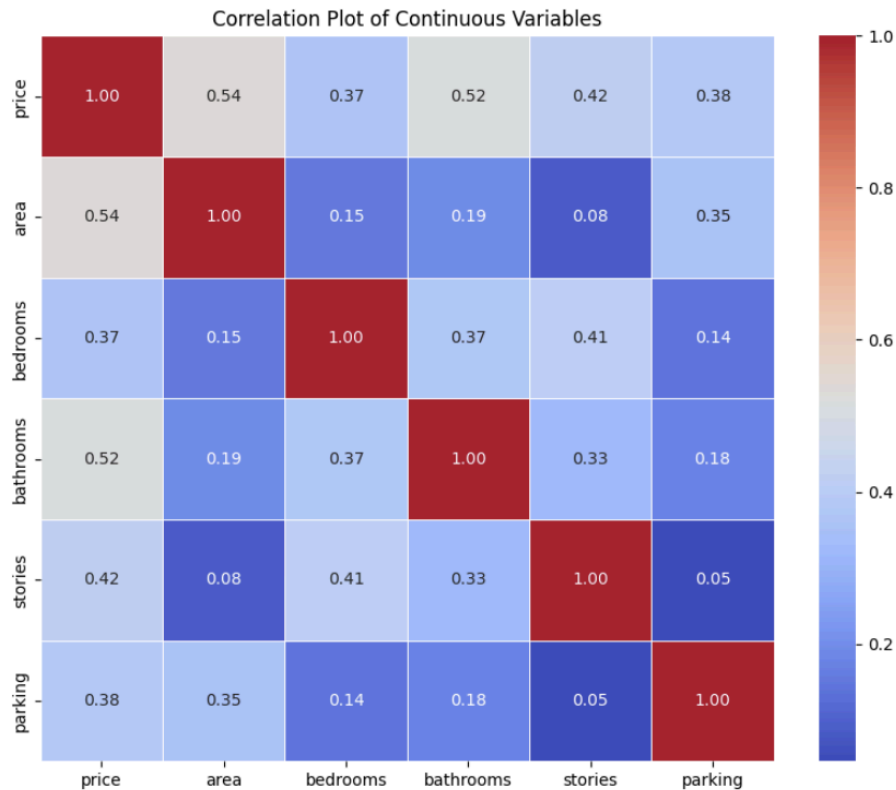 Correlation Plot of Continuous Variables
price 1.00 0.54 0.37 0.52 0.42 0.38
area 0.54 1.00 0.15 0.19 0.08 0.35
bedrooms 0.37 0.15 1.00 0.37 0.41 0.14
bathrooms 0.52 0.19 0.37 1.00 0.33 0.18
stories 0.42 0.08 0.41 0.33 1.00 0.05
parking 0.38 0.35 0.14 0.18 0.05 1.00
price area bedrooms bathrooms stories parking
1.0
0.8
0.6
0.4
0.2